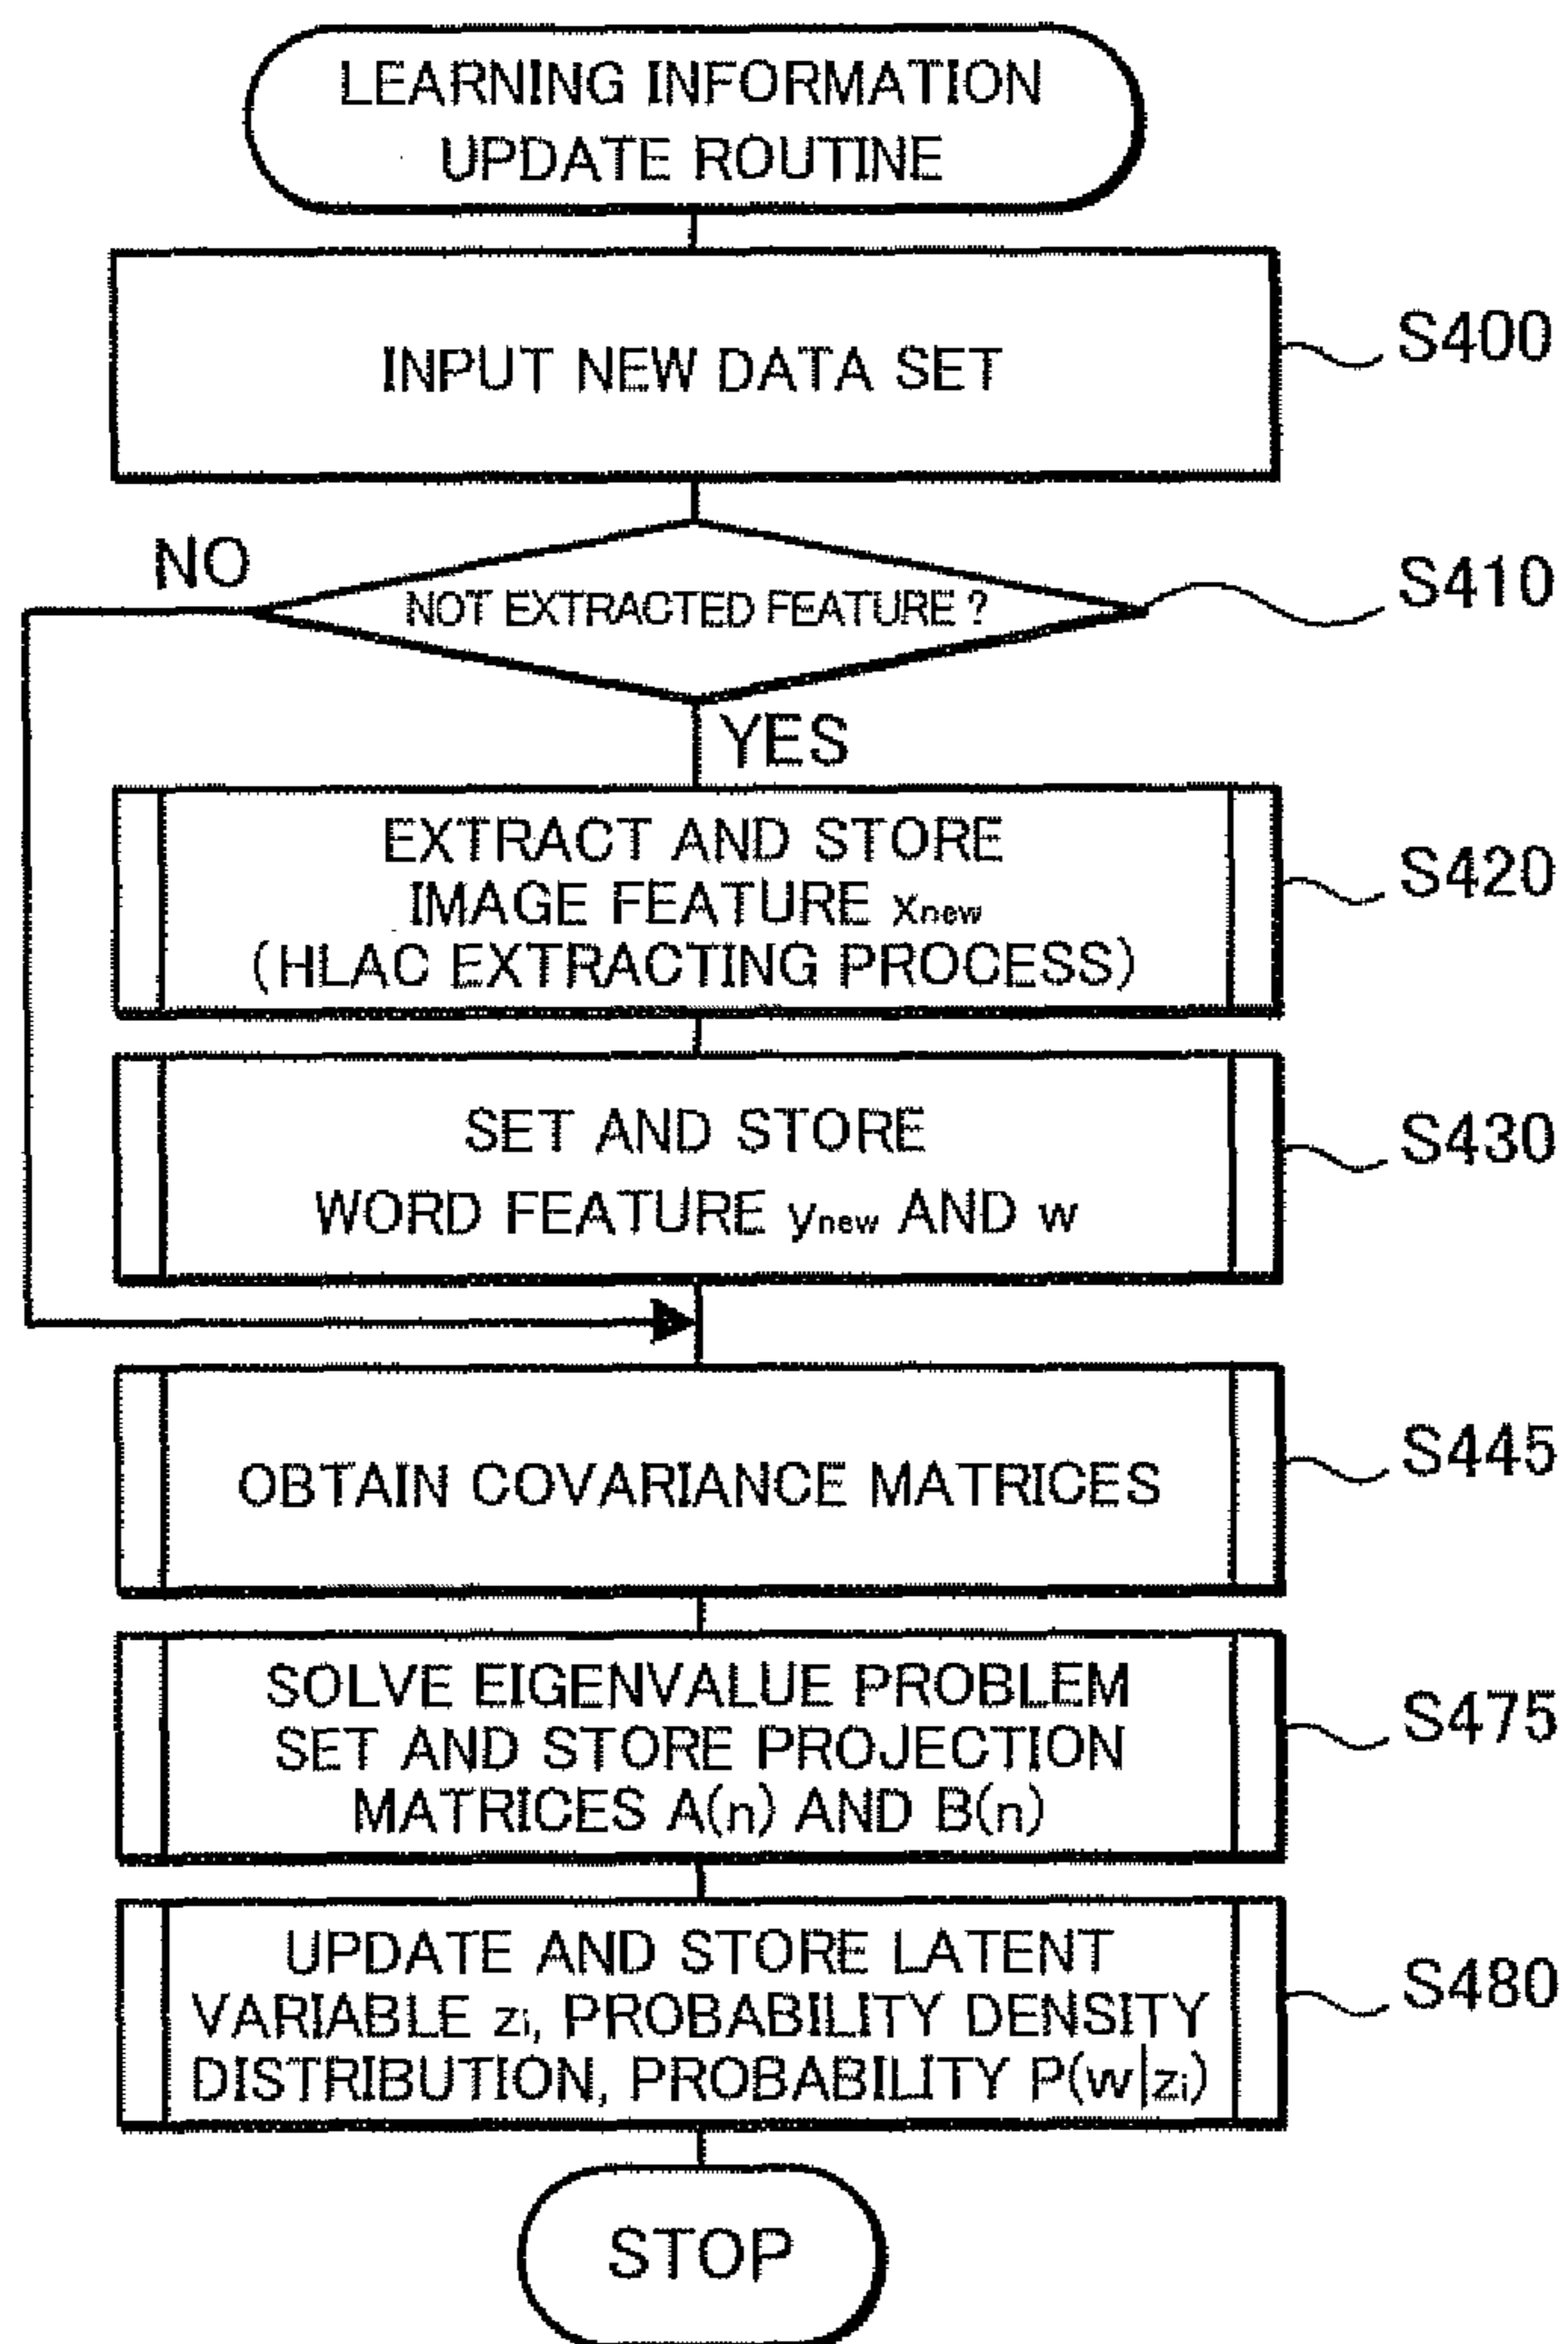 LEARNING INFORMATION
UPDATE ROUTINE
INPUT NEW DATA SET
S400
NO
NOT EXTRACTED FEATURE ?
S410
YES
EXTRACT AND STORE
IMAGE FEATURE xnew
(HLAC EXTRACTING PROCESS)
S420
SET AND STORE
WORD FEATURE ynew AND w
S430
OBTAIN COVARIANCE MATRICES
S445
SOLVE EIGENVALUE PROBLEM
SET AND STORE PROJECTION
MATRICES A(n) AND B(n)
S475
UPDATE AND STORE LATENT
VARIABLE zi, PROBABILITY DENSITY
DISTRIBUTION, PROBABILITY P(w|zi)
S480
STOP